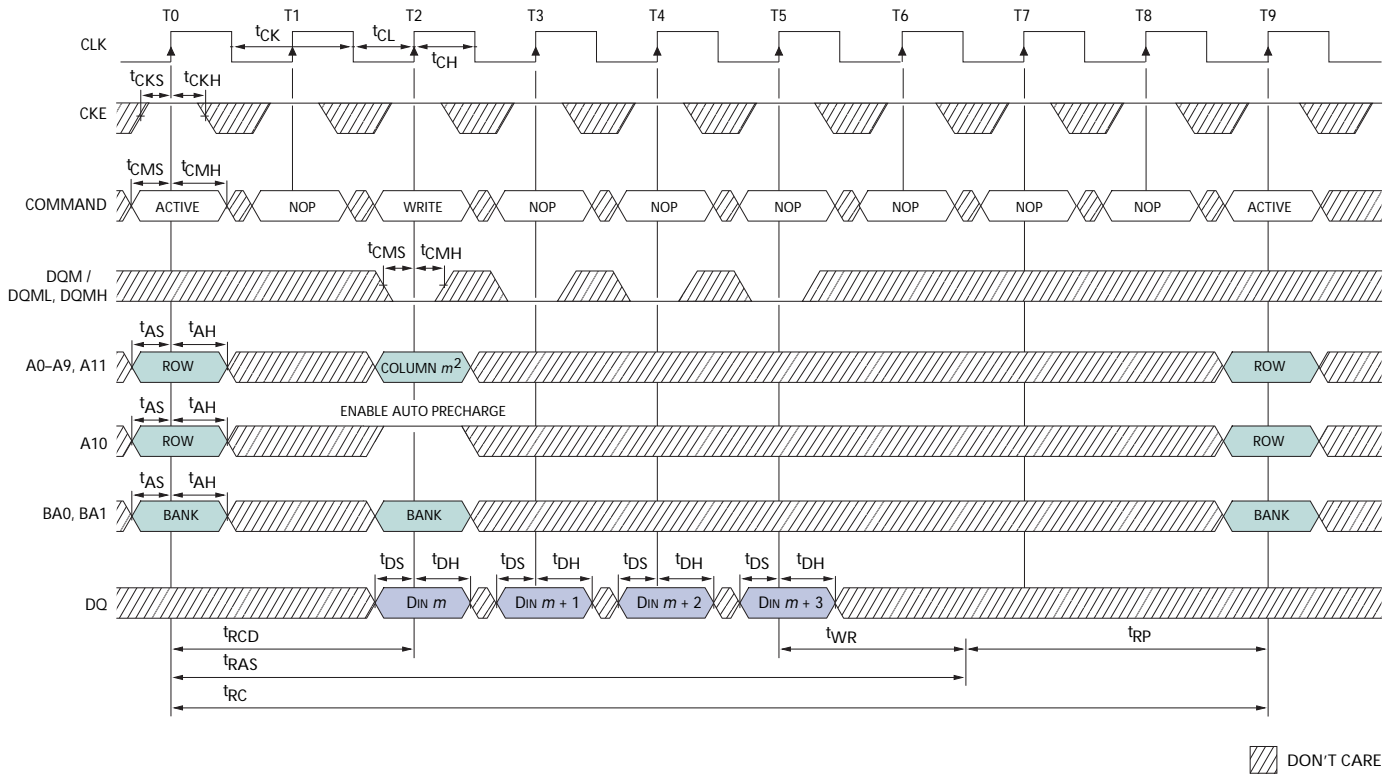 T0 T1 T2 T3 T4 T5 T6 T7 T8 T9
tCK tCL
CLK
tCH
tCKS tCKH
CKE
tCMS tCMH
COMMAND ACTIVE NOP WRITE NOP NOP NOP NOP NOP NOP ACTIVE
tCMS tCMH
DQM /
DQML, DQMH
tAS tAH
A0–A9, A11 ROW COLUMN m2 ROW
ENABLE AUTO PRECHARGE
tAS tAH
A10 ROW ROW
tAS tAH
BA0, BA1 BANK BANK BANK
tDS tDH tDS tDH tDS tDH tDS tDH
DQ DIN m DIN m + 1 DIN m + 2 DIN m + 3
tRCD tWR tRP
tRAS
tRC
DON'T CARE